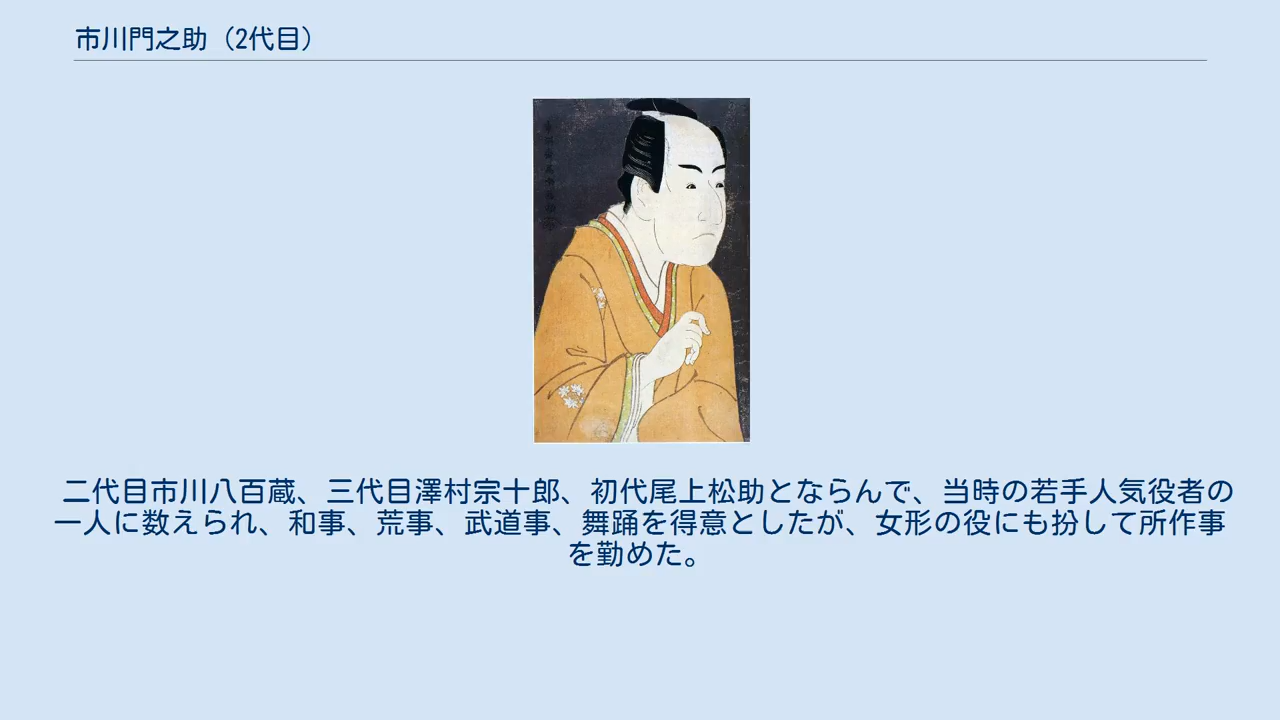 市川門之助（2代目）
二代目市川八百蔵、三代目澤村宗十郎、初代尾上松助とならんで、当時の若手人気役者の
一人に数えられ、和事、荒事、武道事、舞踊を得意としたが、女形の役にも扮して所作事
を勤めた。